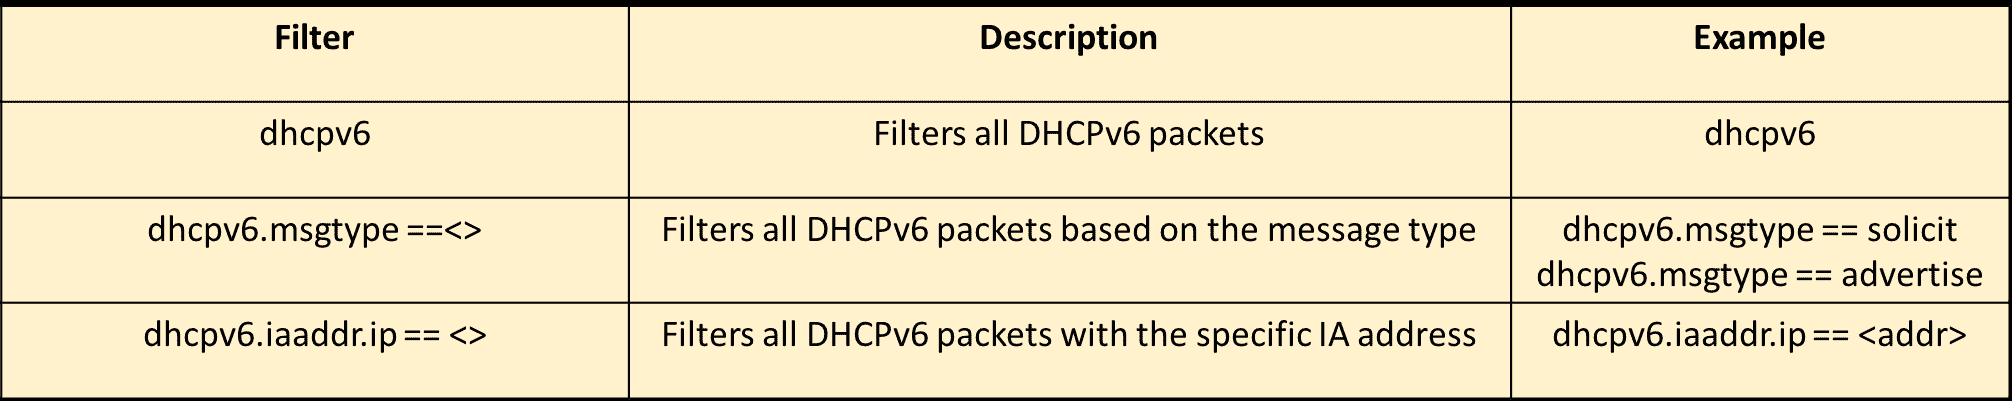 Filter Description Example
dhcpv6 Filters all DHCPv6 packets dhcpv6
dhcpv6.msgtype ==<> Filters all DHCPv6 packets based on the message type dhcpv6.msgtype == solicit
dhcpv6.msgtype == advertise
dhcpv6.iaaddr.ip == <> Filters all DHCPv6 packets with the specific IA address dhcpv6.iaaddr.ip == <addr>